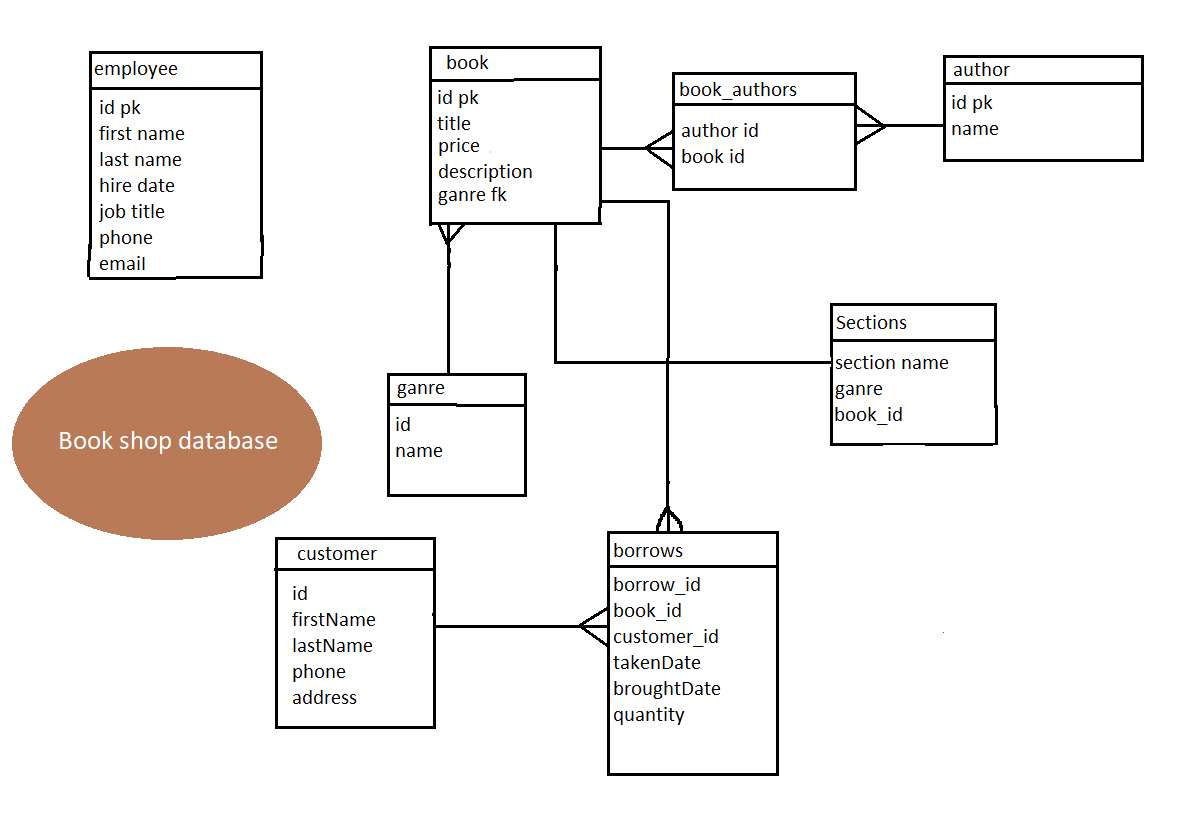 employee
id pk
first name
last name
hire date
job title
phone
email
book
id pk
title
price
description
ganre fk
book_authors
author id
book id
author
id pk
name
Sections
section name
ganre
book_id
Book shop database
ganre
id
name
customer
id
firstName
lastName
phone
address
borrows
borrow_id
book_id
customer_id
takenDate
broughtDate
quantity